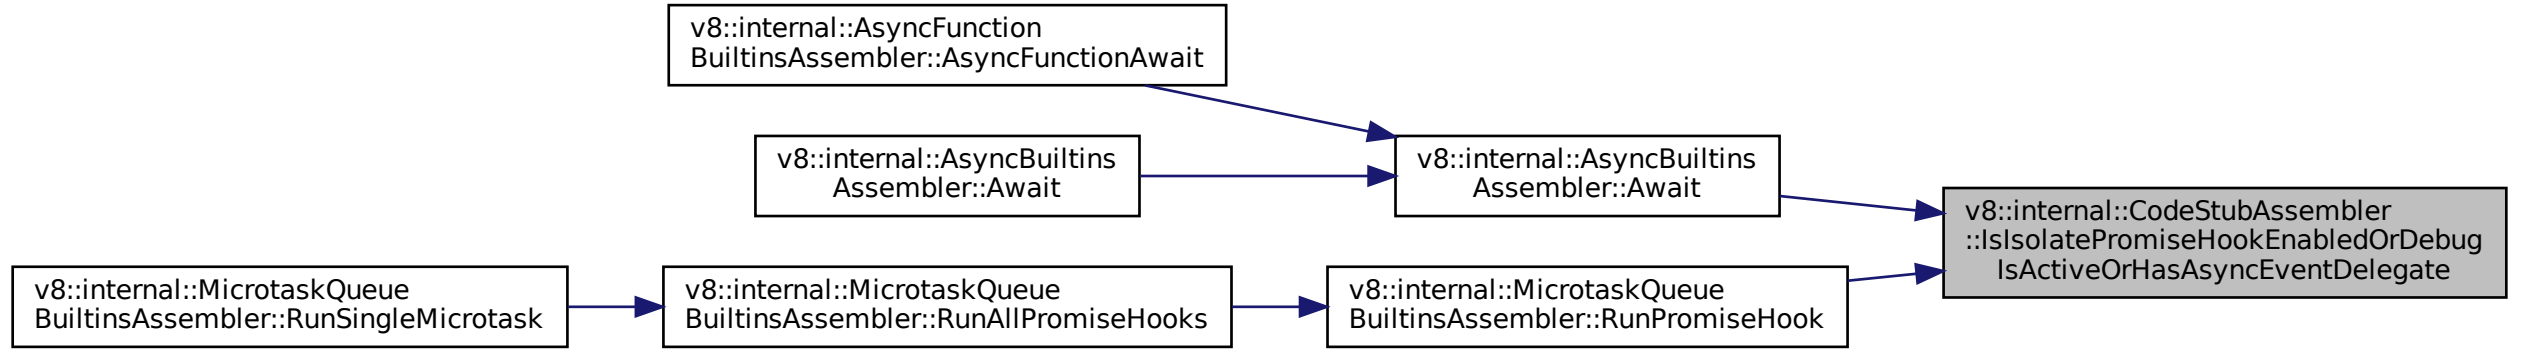 v8::internal::AsyncFunction
BuiltinsAssembler::AsyncFunctionAwait
v8::internal::AsyncBuiltins
Assembler::Await
v8::internal::AsyncBuiltins
Assembler::Await
v8::internal::CodeStubAssembler
::IsIsolatePromiseHookEnabledOrDebug
IsActiveOrHasAsyncEventDelegate
v8::internal::MicrotaskQueue
BuiltinsAssembler::RunSingleMicrotask
v8::internal::MicrotaskQueue
BuiltinsAssembler::RunAllPromiseHooks
v8::internal::MicrotaskQueue
BuiltinsAssembler::RunPromiseHook